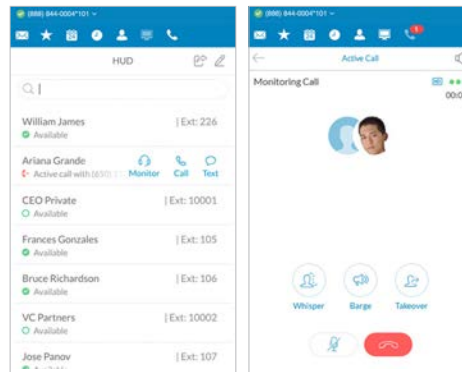 (888) 844-0004*101
HUD
William James | Ext: 226
Available
Ariana Grande
Active call with (650) Monitor Call Text
CEO Private | Ext: 10001
Available
Frances Gonzales | Ext: 105
Available
Bruce Richardson | Ext: 106
Available
VC Partners | Ext: 10002
Available
Jose Panov | Ext: 107
(888) 844-0004*101
Active Call
Monitoring Call
00:0
Whisper Barge Takeover